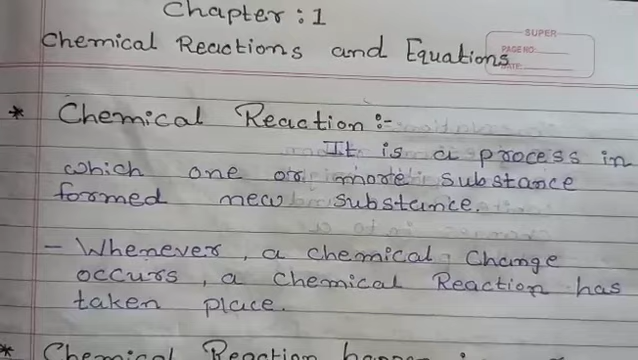 Chapter : 1
Chemical Reactions and Equations
SUPER
PAGE NO:
DATE:
* Chemical Reaction :-
It is a process in
which one or more substance
formed new substance.
- Whenever, a chemical change
occurs, a Chemical Reaction has
taken place.
* Chemical Reaction happen